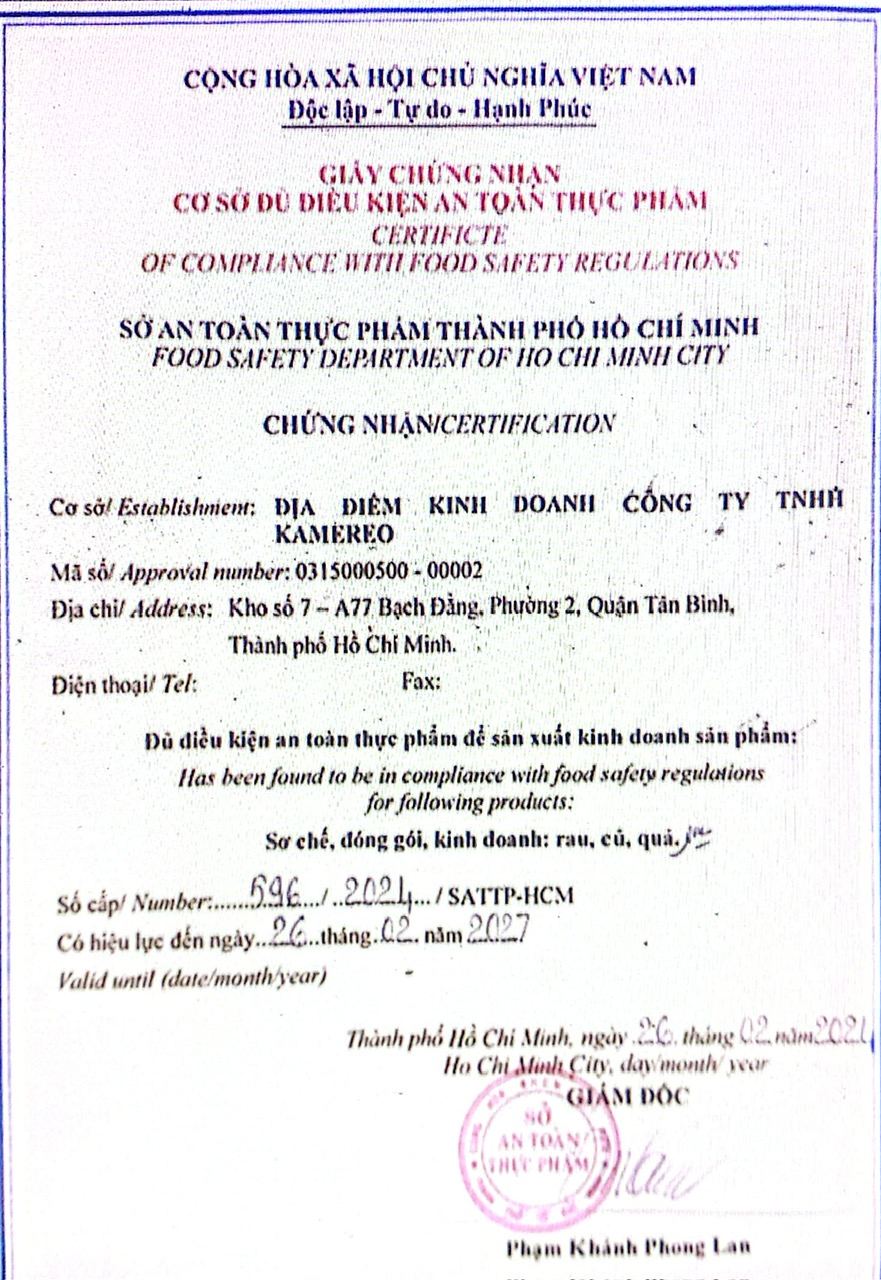 CỘNG HÒA XÃ HỘI CHỦ NGHĨA VIỆT NAM
Độc lập - Tự do - Hạnh Phúc
GIẤY CHỨNG NHẬN
CƠ SỞ ĐỦ ĐIỀU KIỆN AN TOÀN THỰC PHẨM
CERTIFICTE
OF COMPLIANCE WITH FOOD SAFETY REGULATIONS
SỞ AN TOÀN THỰC PHẨM THÀNH PHỐ HỒ CHÍ MINH
FOOD SAFETY DEPARTMENT OF HO CHI MINH CITY
CHỨNG NHẬN/CERTIFICATION
Cơ sở/ Establishment: ĐỊA ĐIỂM KINH DOANH CÔNG TY TNHH
KAMEREO
Mã số/ Approval number: 0315000500 - 00002
Địa chỉ/ Address: Kho số 7 – A77 Bạch Đằng, Phường 2, Quận Tân Bình,
Thành phố Hồ Chí Minh.
Điện thoại/ Tel: Fax:
Đủ điều kiện an toàn thực phẩm để sản xuất kinh doanh sản phẩm:
Has been found to be in compliance with food safety regulations
for following products:
Sơ chế, đóng gói, kinh doanh: rau, củ, quả.
Số cấp/ Number:......596.../..2024.../ SATTP-HCM
Có hiệu lực đến ngày..26..tháng.02. năm 2027
Valid until (date/month/year)
Thành phố Hồ Chí Minh, ngày .26. tháng 02 năm 2024
Ho Chi Minh City, day/month/ year
GIÁM ĐỐC
SỞ
AN TOÀN
THỰC PHẨM
Phạm Khánh Phong Lan